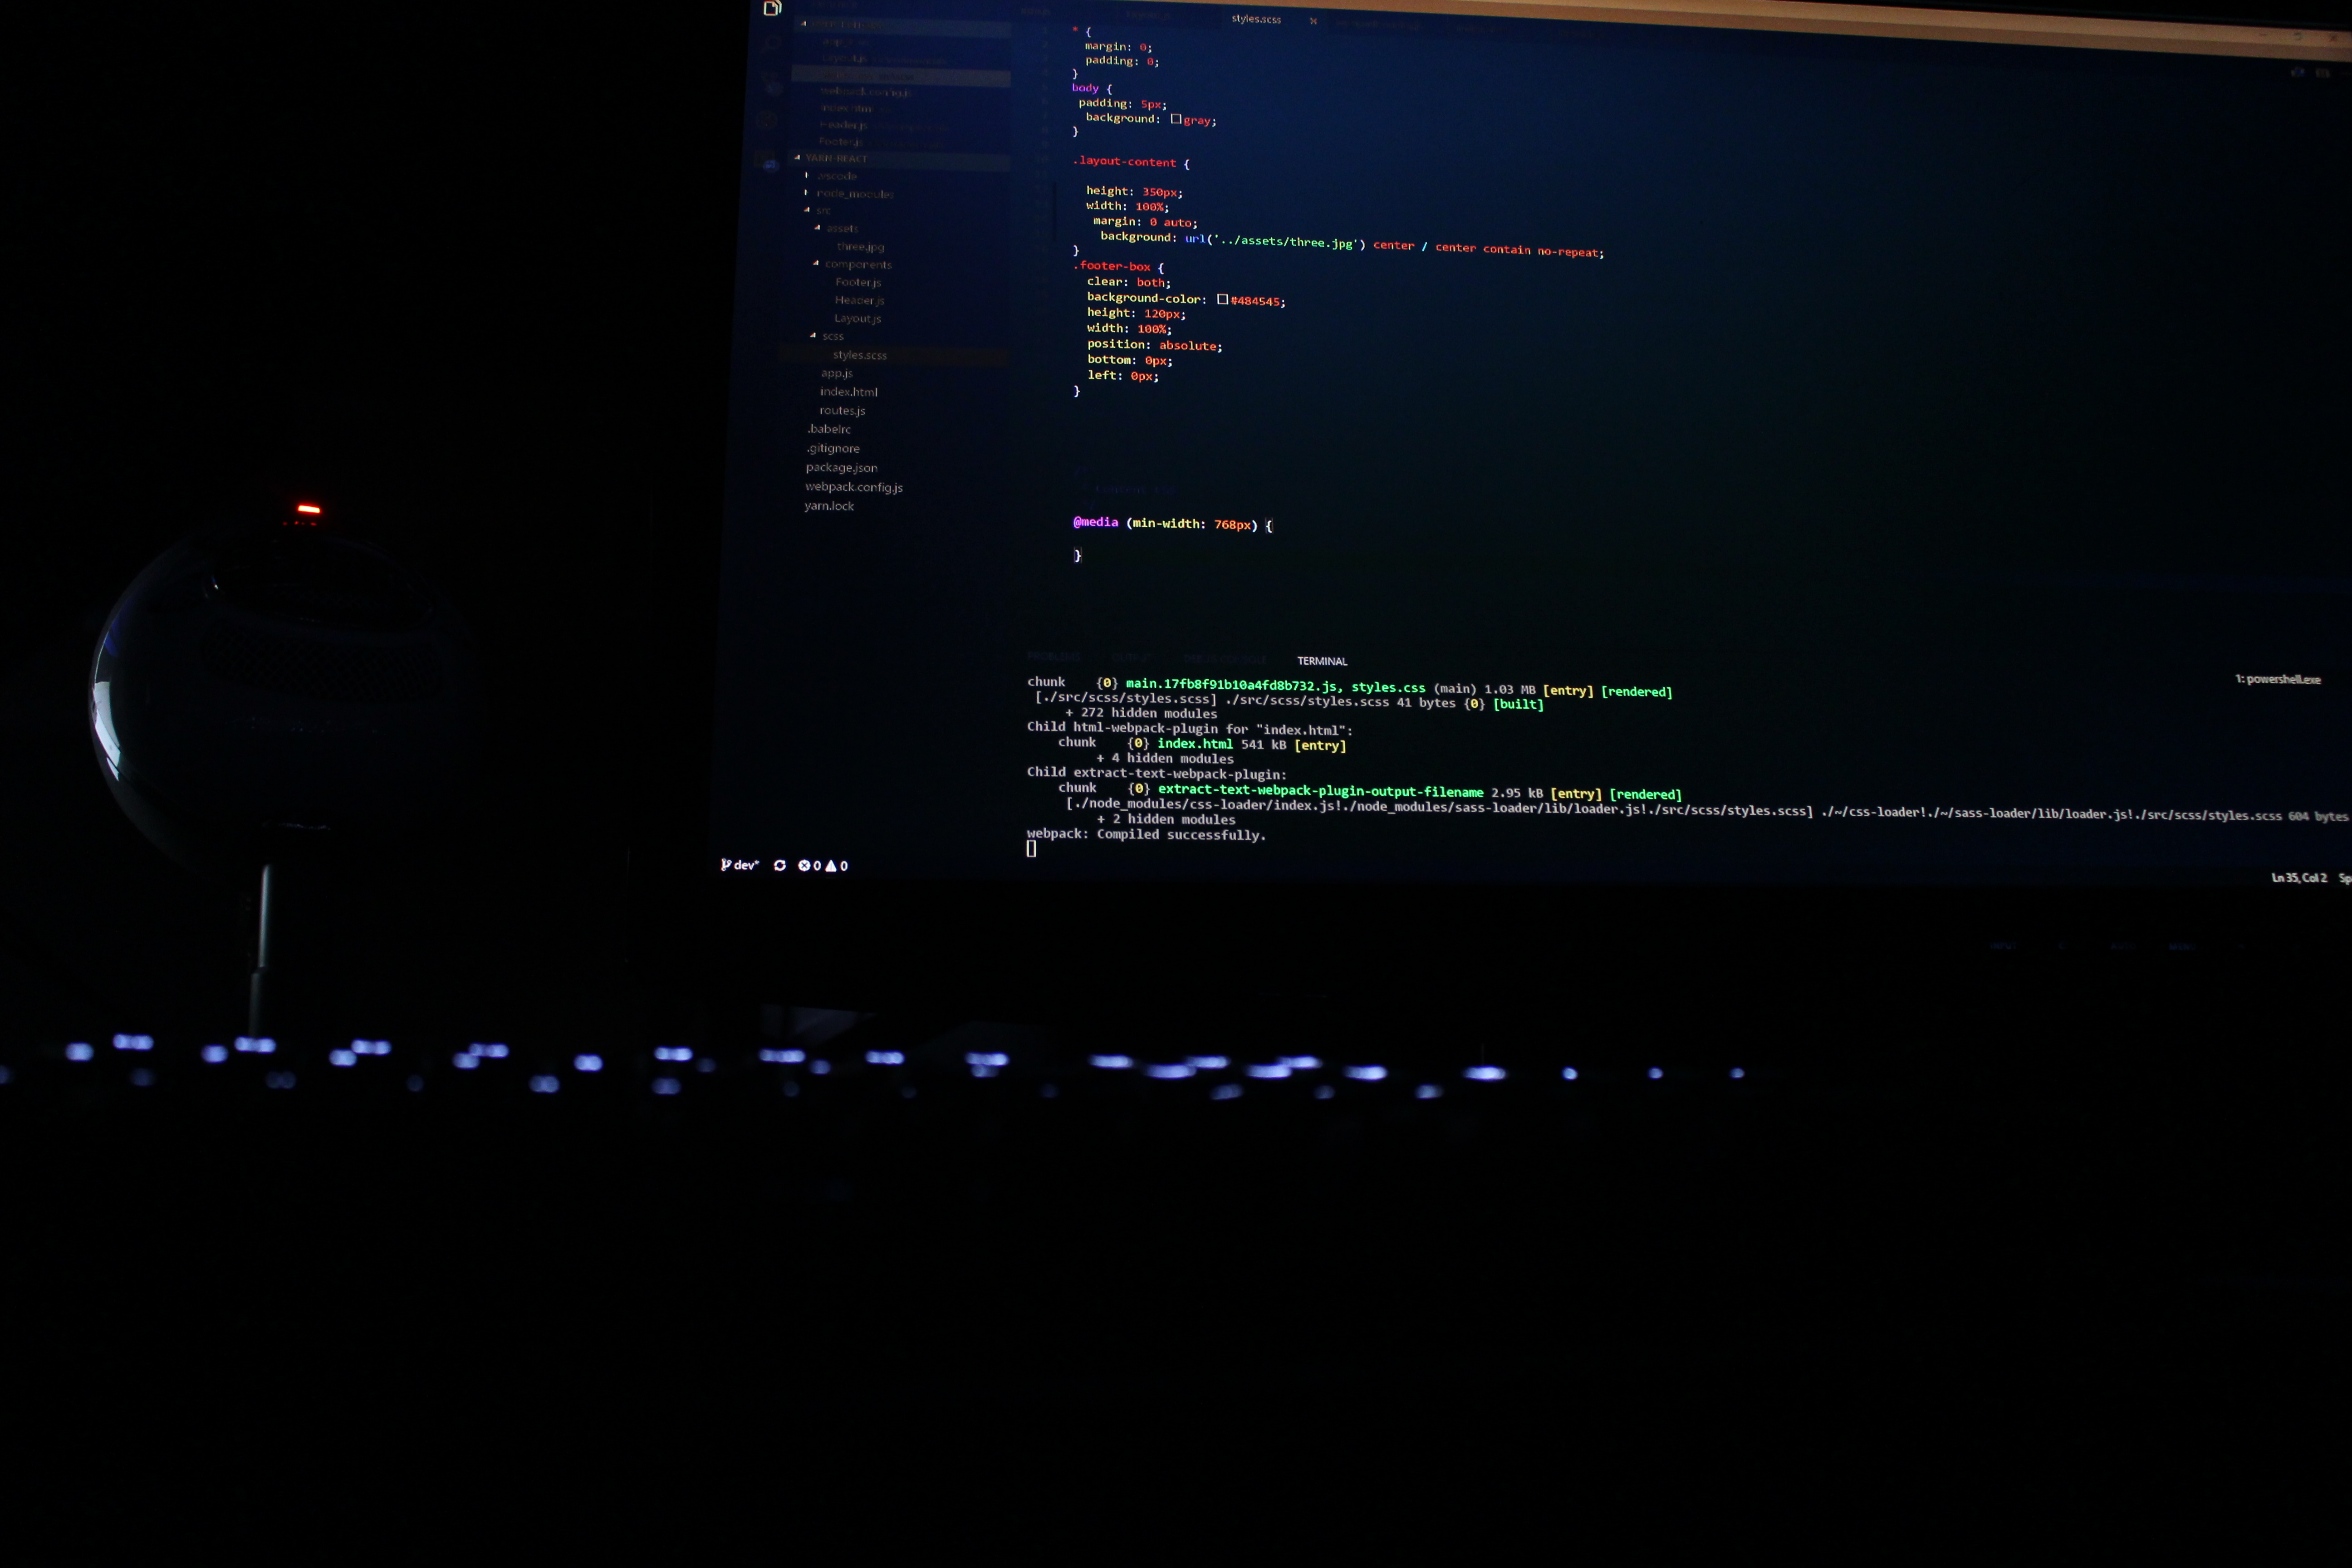 styles.scss
* {
margin: 0;
padding: 0;
}
body {
padding: 5px;
background: gray;
}
.layout-content {
height: 350px;
width: 100%;
margin: 0 auto;
background: url('../assets/three.jpg') center / center contain no-repeat;
}
.footer-box {
clear: both;
background-color: #484545;
height: 120px;
width: 100%;
position: absolute;
bottom: 0px;
left: 0px;
}
@media (min-width: 768px) {
}
Layout.js
webpack.config.js
index.html
Header.js
Footer.js
YARN-REACT
.vscode
node_modules
src
assets
three.jpg
components
Footer.js
Header.js
Layout.js
scss
styles.scss
app.js
index.html
routes.js
.babelrc
.gitignore
package.json
webpack.config.js
yarn.lock
PROBLEMS OUTPUT DEBUG CONSOLE TERMINAL
1: powershell.exe
chunk {0} main.17fb8f91b10a4fd8b732.js, styles.css (main) 1.03 MB [entry] [rendered]
[./src/scss/styles.scss] ./src/scss/styles.scss 41 bytes {0} [built]
+ 272 hidden modules
Child html-webpack-plugin for "index.html":
chunk {0} index.html 541 kB [entry]
+ 4 hidden modules
Child extract-text-webpack-plugin:
chunk {0} extract-text-webpack-plugin-output-filename 2.95 kB [entry] [rendered]
[./node_modules/css-loader/index.js!./node_modules/sass-loader/lib/loader.js!./src/scss/styles.scss] ./~/css-loader!./~/sass-loader/lib/loader.js!./src/scss/styles.scss 604 bytes
+ 2 hidden modules
webpack: Compiled successfully.
dev* 0 0
Ln 35, Col 2 Sp